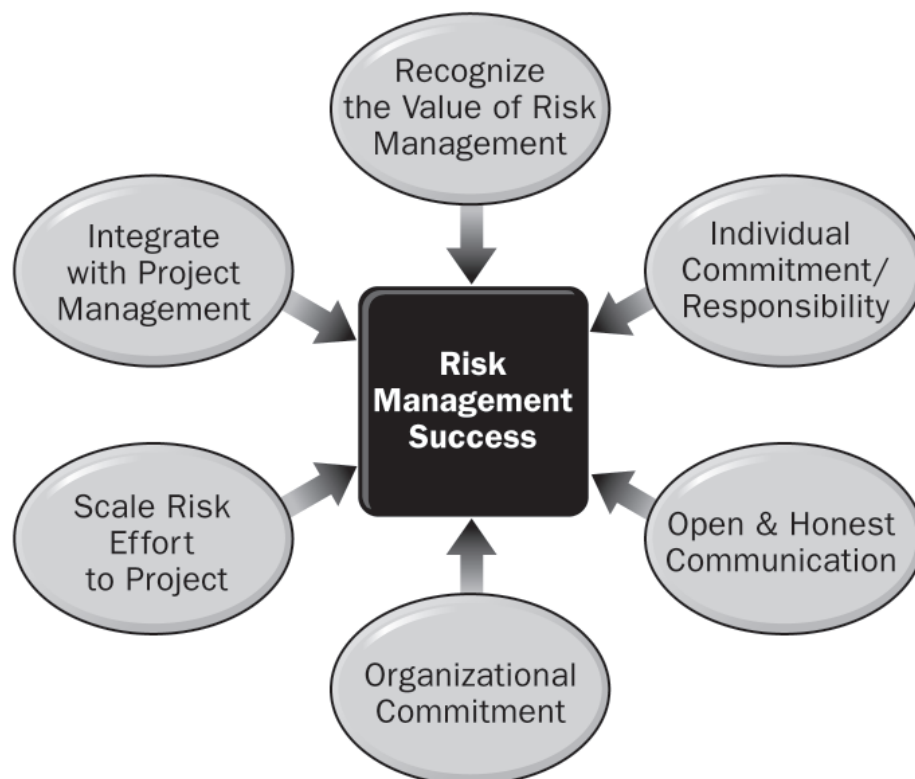 Recognize
the Value of Risk
Management
Individual
Commitment/
Responsibility
Open & Honest
Communication
Organizational
Commitment
Scale Risk
Effort
to Project
Integrate
with Project
Management
Risk
Management
Success